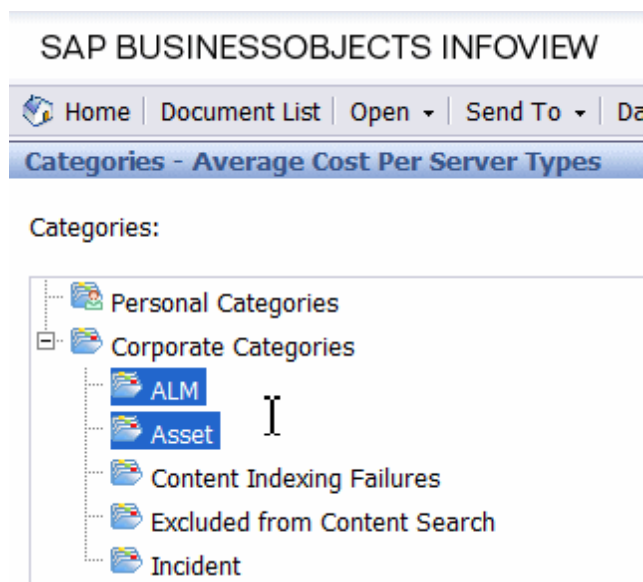 SAP BUSINESSOBJECTS INFOVIEW
Home | Document List | Open | Send To | Da
Categories - Average Cost Per Server Types
Categories:
Personal Categories
Corporate Categories
ALM
Asset
Content Indexing Failures
Excluded from Content Search
Incident